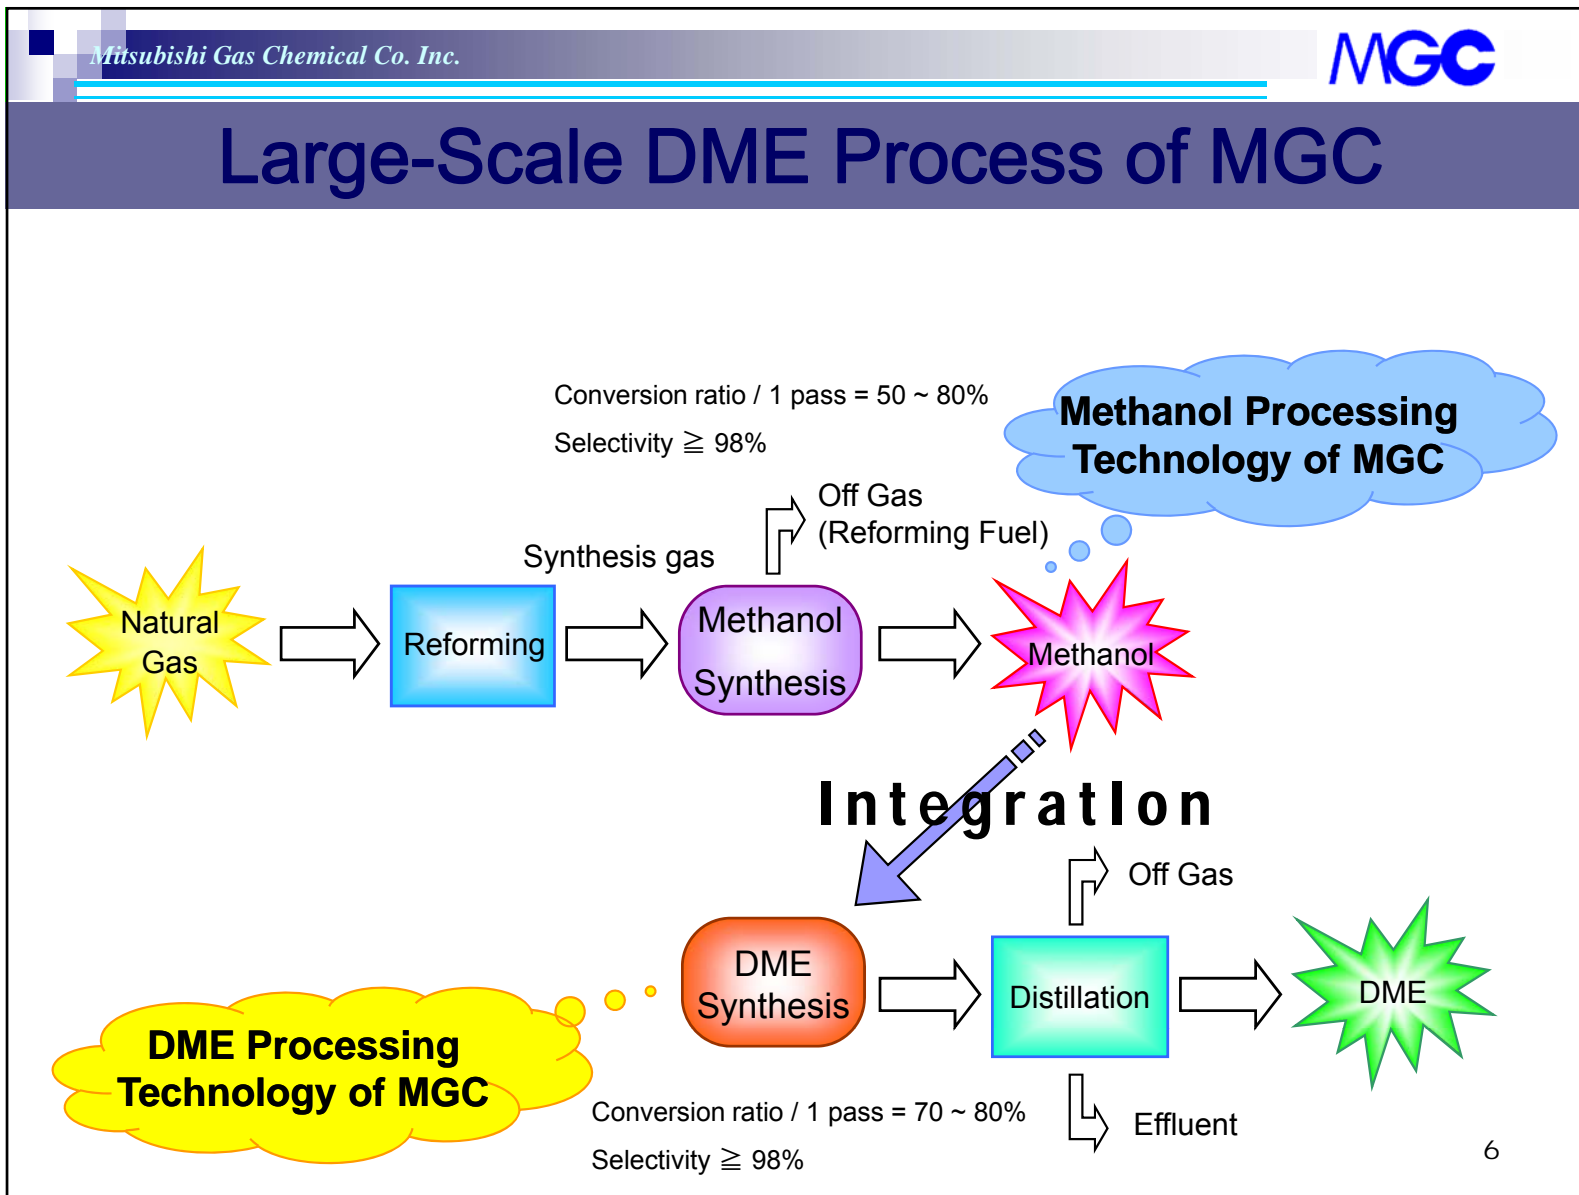 Mitsubishi Gas Chemical Co. Inc.
MGC
Large-Scale DME Process of MGC
Conversion ratio / 1 pass = 50 ~ 80%
Selectivity ≧ 98%
Methanol Processing
Technology of MGC
Off Gas
(Reforming Fuel)
Synthesis gas
Natural
Gas
Reforming
Methanol
Synthesis
Methanol
IntegratIon
Off Gas
DME
Synthesis
Distillation
DME
DME Processing
Technology of MGC
Conversion ratio / 1 pass = 70 ~ 80%
Selectivity ≧ 98%
Effluent
6